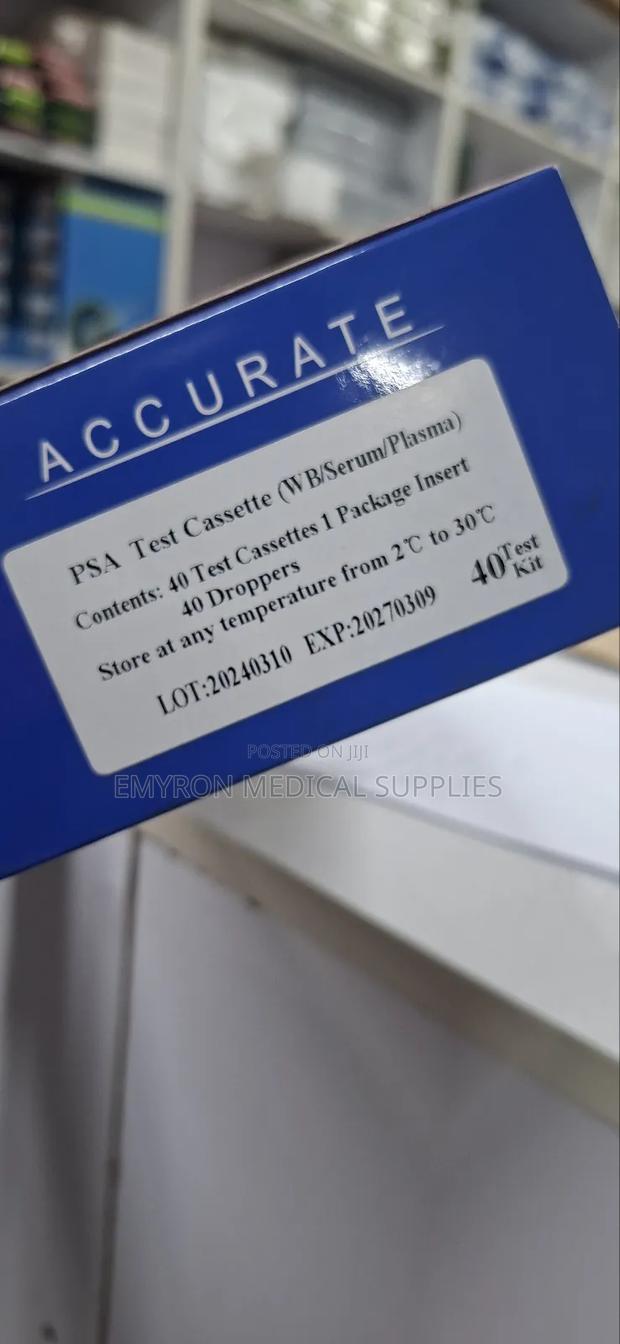 ACCURATE
PSA Test Cassette (WB/Serum/Plasma)
Contents: 40 Test Cassettes 1 Package Insert
40 Droppers
Store at any temperature from 2℃ to 30℃
LOT:20240310 EXP:20270309
40 Test Kit
POSTED ON JIJI
EMYRON MEDICAL SUPPLIES